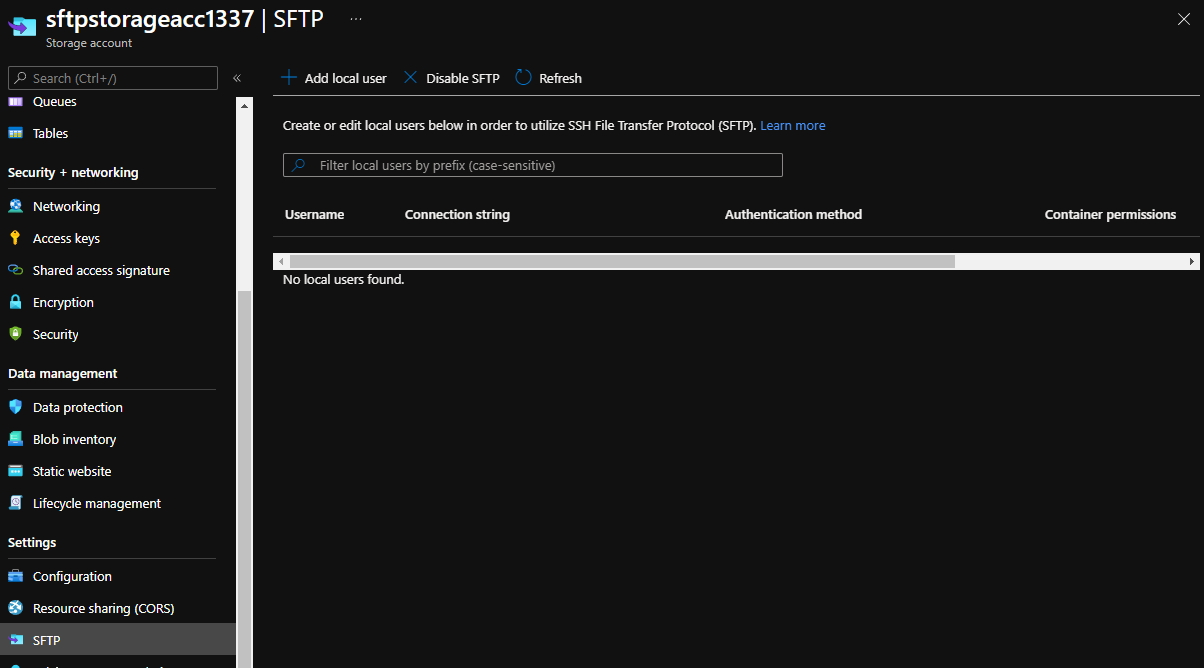 sftpstorageacc1337 | SFTP ...
Storage account
Search (Ctrl+/)
«
Queues
Tables
Security + networking
Networking
Access keys
Shared access signature
Encryption
Security
Data management
Data protection
Blob inventory
Static website
Lifecycle management
Settings
Configuration
Resource sharing (CORS)
SFTP
Add local user Disable SFTP Refresh
Create or edit local users below in order to utilize SSH File Transfer Protocol (SFTP). Learn more
Filter local users by prefix (case-sensitive)
Username Connection string Authentication method Container permissions
No local users found.